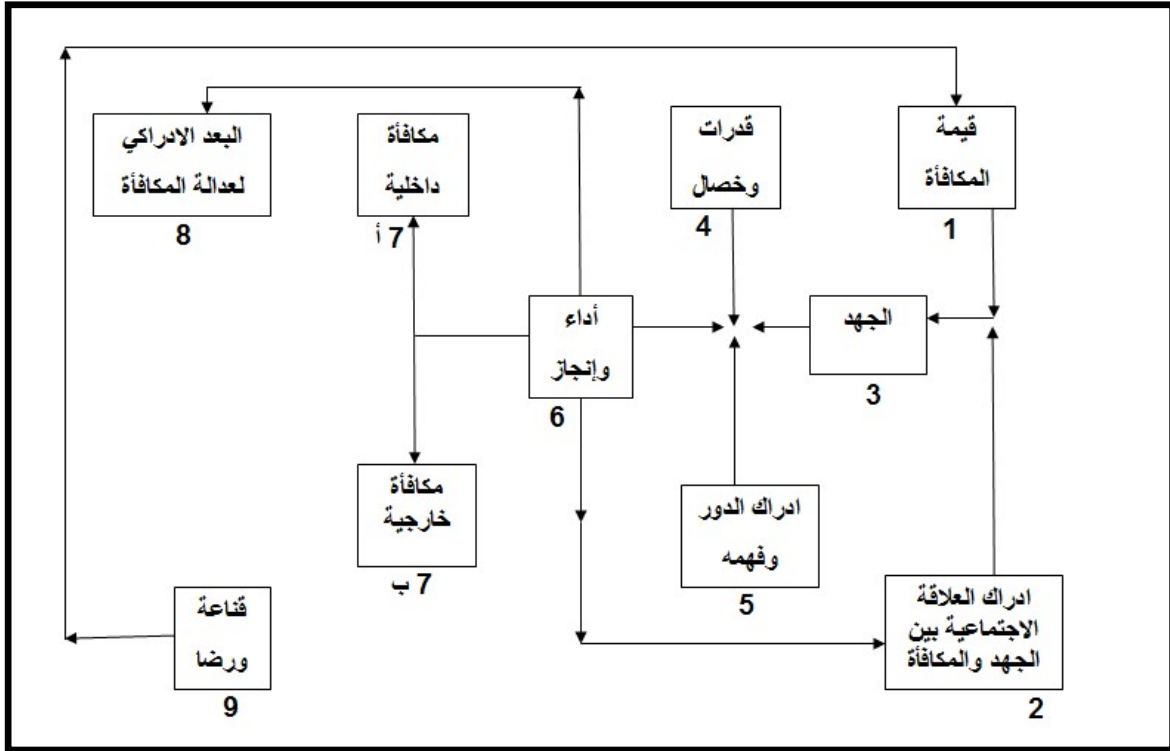 قيمة
المكافأة
1
قدرات
وخصال
4
مكافأة
داخلية
7 أ
البعد الادراكي
لعدالة المكافأة
8
الجهد
3
أداء
وإنجاز
6
مكافأة
خارجية
7 ب
ادراك الدور
وفهمه
5
ادراك العلاقة
الاجتماعية بين
الجهد والمكافأة
2
قناعة
ورضا
9